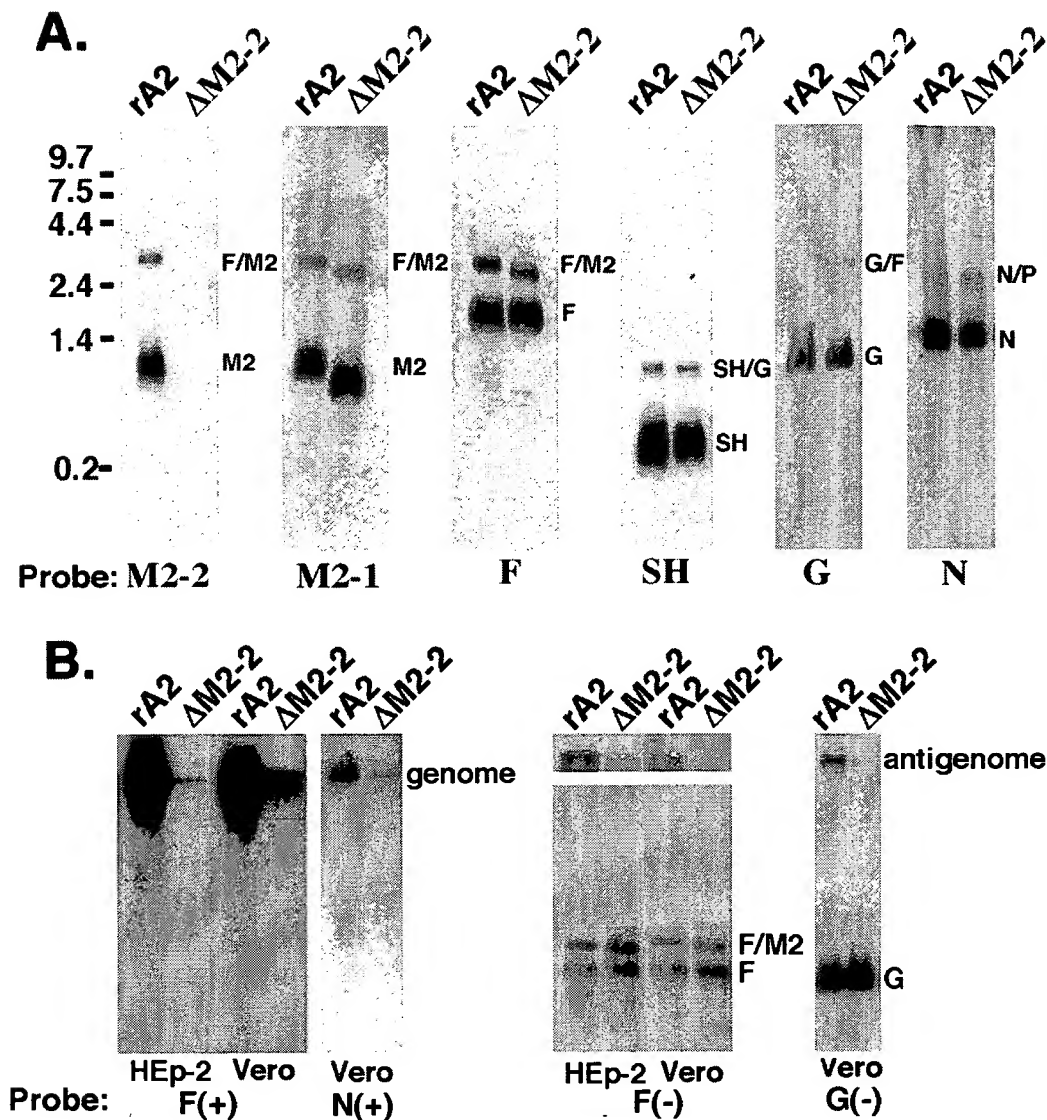 A.
rA2 ΔM2-2 rA2 ΔM2-2 rA2 ΔM2-2 rA2 ΔM2-2 rA2 ΔM2-2 rA2 ΔM2-2
9.7
7.5
4.4
2.4
1.4
0.2
F/M2 F/M2 F/M2 G/F N/P
M2 M2 F SH/G SH G N
Probe: M2-2 M2-1 F SH G N
B.
rA2 ΔM2-2 rA2 ΔM2-2 rA2 ΔM2-2 rA2 ΔM2-2 rA2 ΔM2-2 rA2 ΔM2-2
genome antigenome
F/M2
F G
HEp-2 Vero Vero HEp-2 Vero Vero
Probe: F(+) N(+) F(-) G(-)